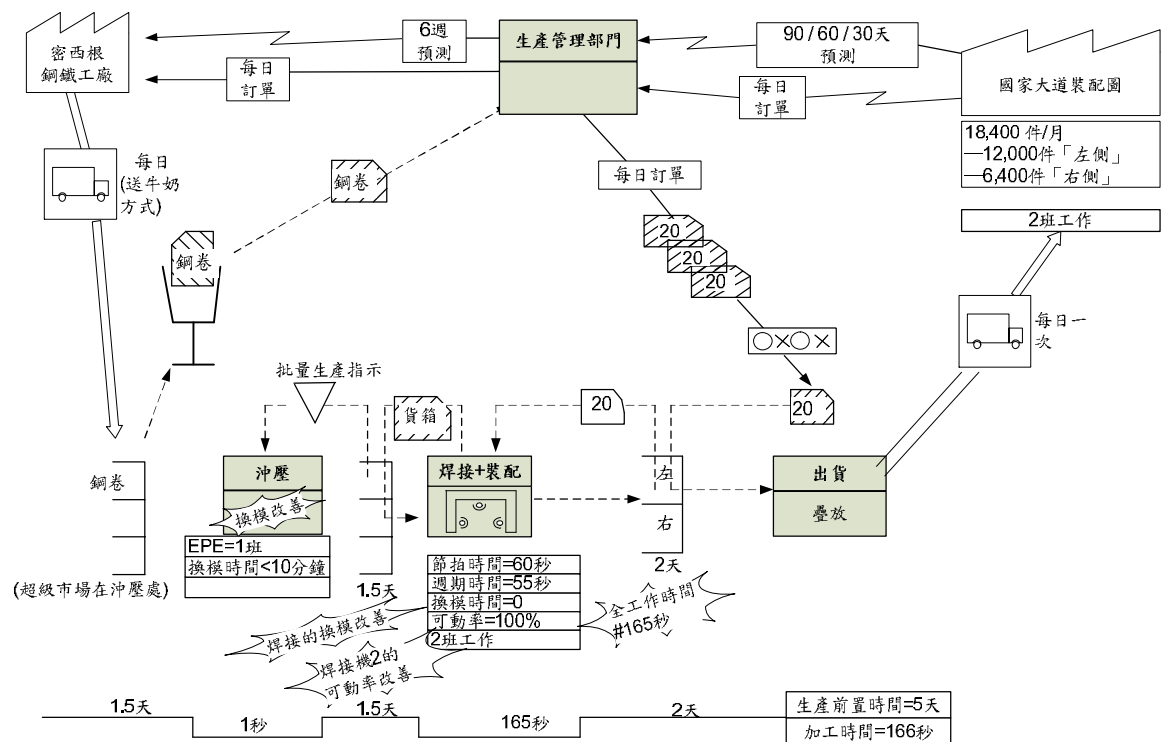 密西根
鋼鐵工廠
6週
預測
每日
訂單
生產管理部門
90 / 60 / 30天
預測
每日
訂單
國家大道裝配圖
18,400 件/月
—12,000件「左側」
—6,400件「右側」
2班工作
每日
(送牛奶
方式)
鋼卷
鋼卷
每日訂單
20
20
20
每日一
次
批量生產指示
貨箱
20
20
鋼卷
沖壓
換模改善
EPE=1班
換模時間<10分鐘
(超級市場在沖壓處)
1.5天
焊接+裝配
節拍時間=60秒
週期時間=55秒
換模時間=0
可動率=100%
2班工作
焊接的換模改善
焊接機2的
可動率改善
左
右
2天
全工作時間
#165秒
出貨
疊放
1.5天
1秒
1.5天
165秒
2天
生產前置時間=5天
加工時間=166秒